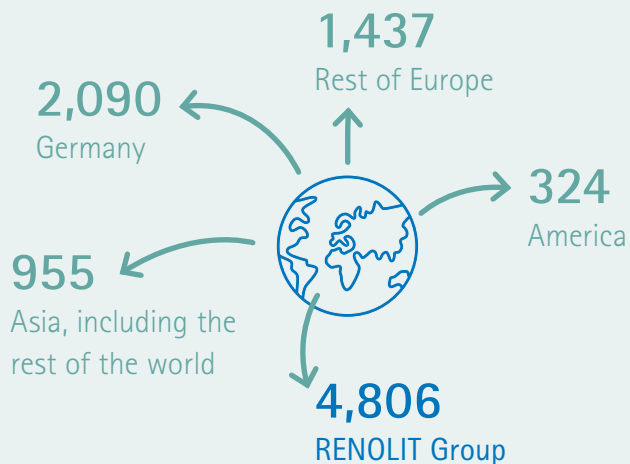 1,437
Rest of Europe
2,090
Germany
324
America
955
Asia, including the
rest of the world
4,806
RENOLIT Group